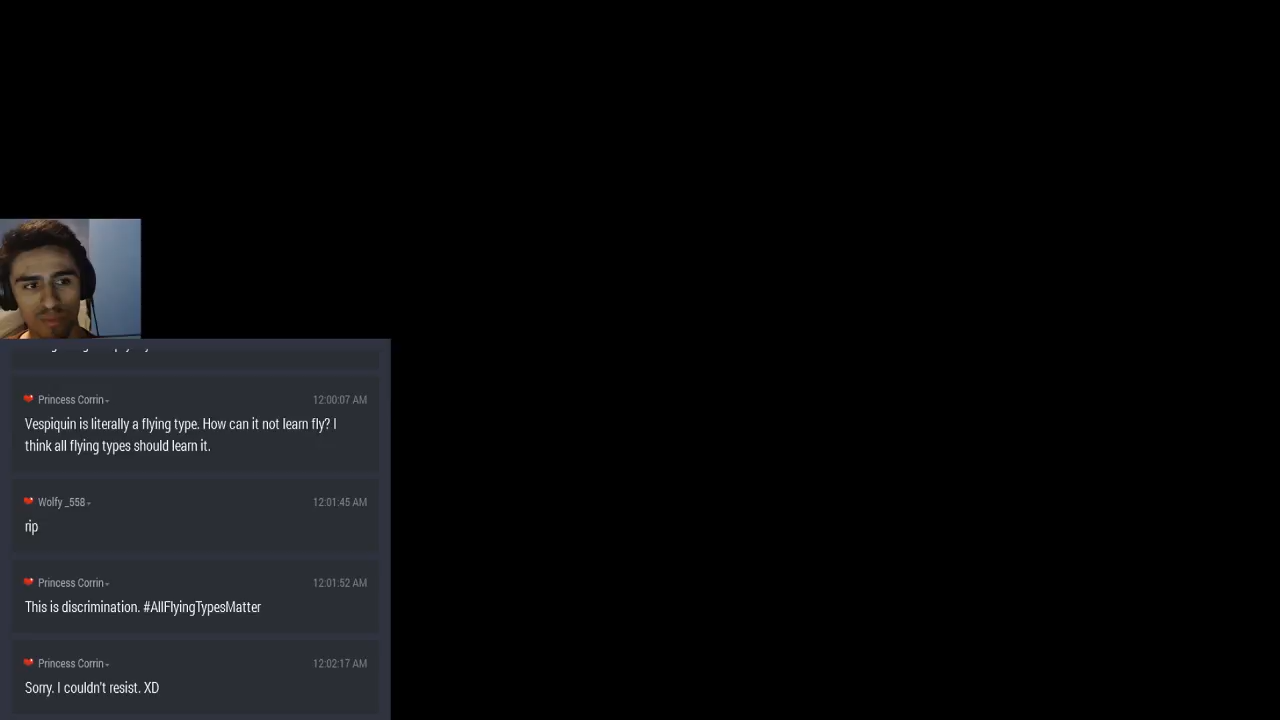 Princess Corrin 12:00:07 AM
Vespiquin is literally a flying type. How can it not learn fly? I
think all flying types should learn it.
Wolfy _558 12:01:45 AM
rip
Princess Corrin 12:01:52 AM
This is discrimination. #AllFlyingTypesMatter
Princess Corrin 12:02:17 AM
Sorry. I couldn't resist. XD